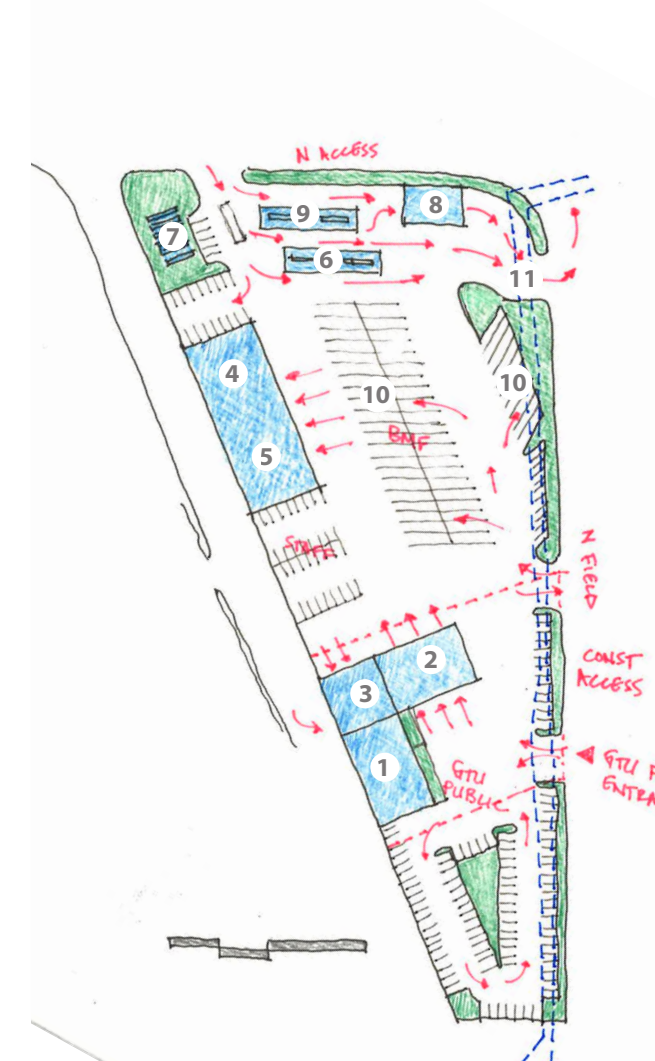 N ACCESS
9
8
7
6
11
4
10
10
BMF
5
STAFF
N FIELD
2
CONST
ACCESS
3
1
GTU
PUBLIC
GTU P
ENTRA